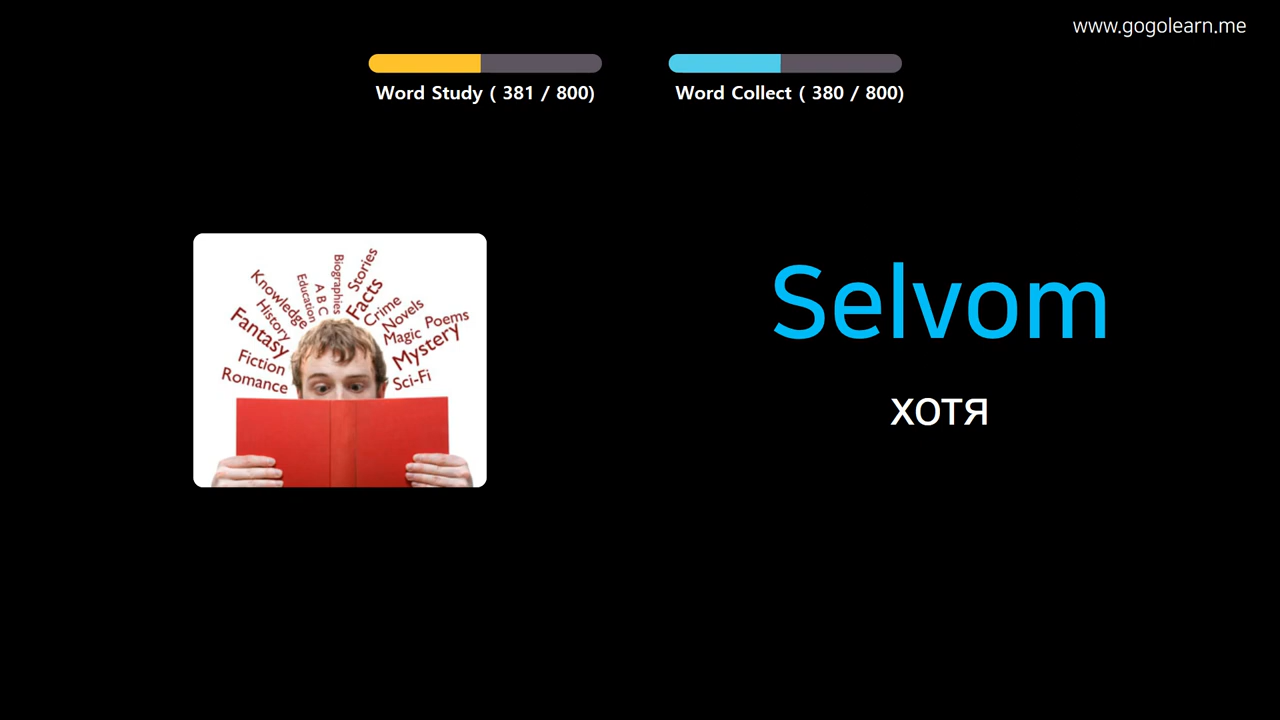 www.gogolearn.me
Word Study ( 381 / 800)
Word Collect ( 380 / 800)
Selvom
хотя
Knowledge
History
Fantasy
Fiction
Romance
Education
A B C
Biographies
Stories
Facts
Crime
Novels
Magic
Poems
Mystery
Sci-Fi